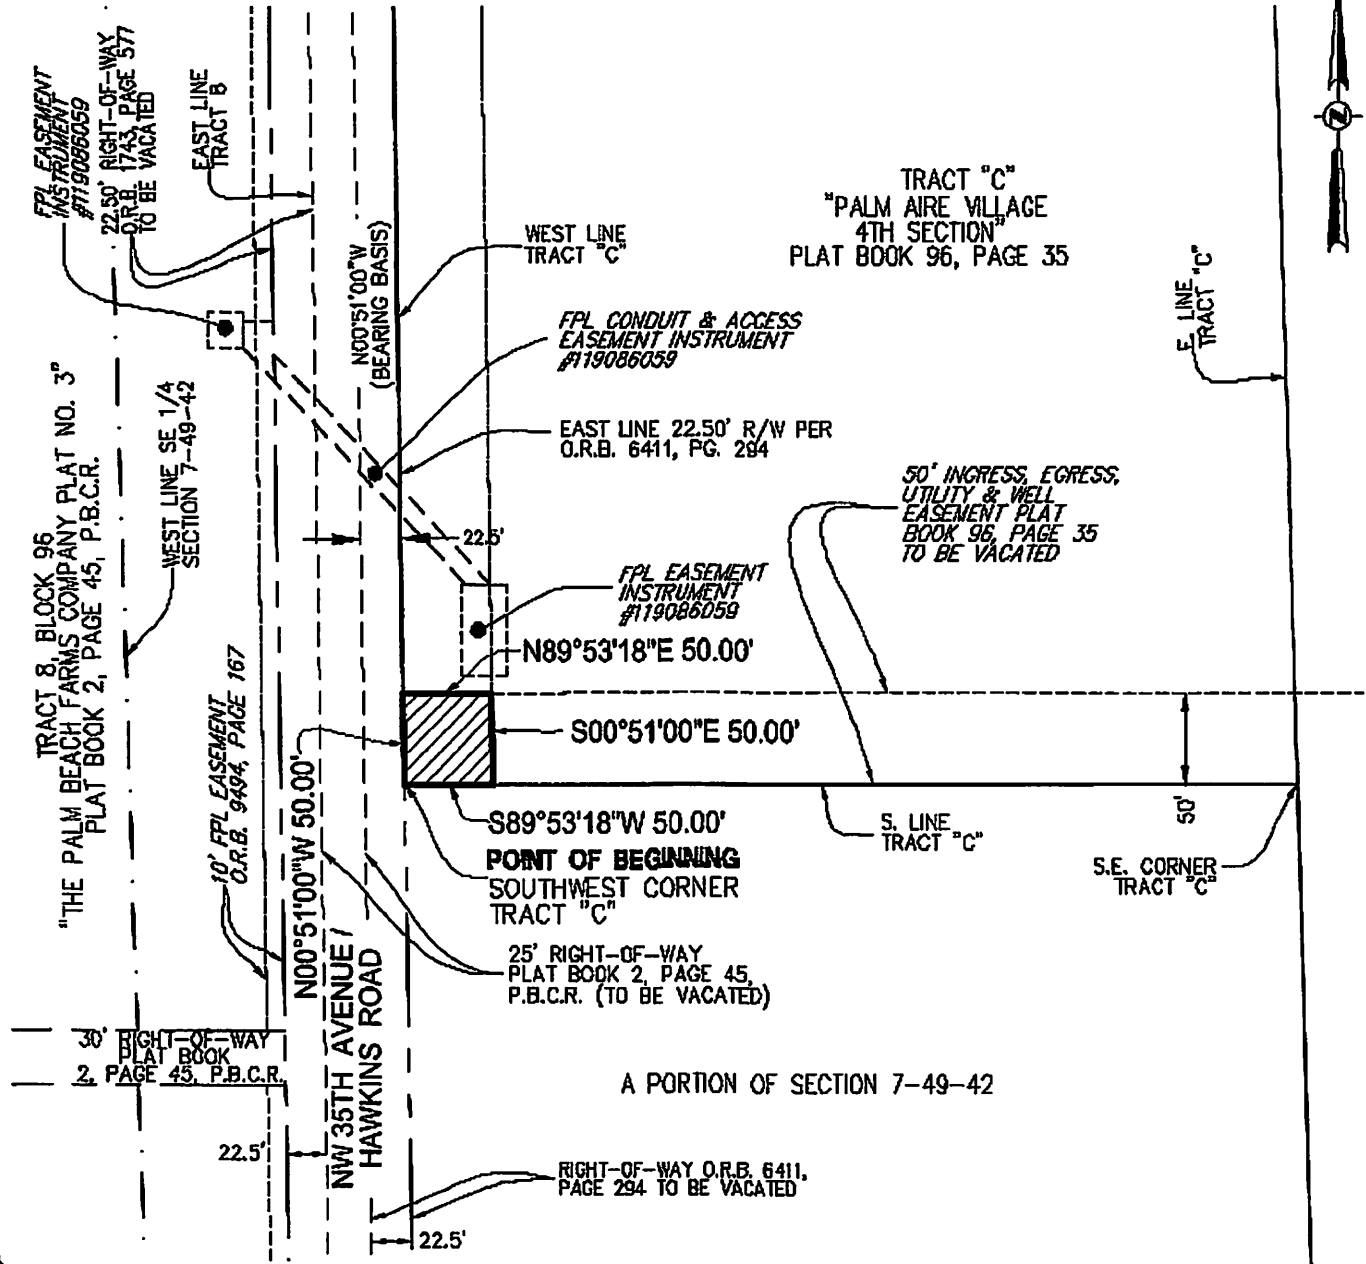 FPL EASEMENT
INSTRUMENT
#119086059
22.50' RIGHT-OF-WAY
O.R.B. 1743, PAGE 577
TO BE VACATED
EAST LINE
TRACT B
N00°51'00"W
(BEARING BASIS)
WEST LINE
TRACT "C"
TRACT "C"
"PALM AIRE VILLAGE
4TH SECTION"
PLAT BOOK 96, PAGE 35
E. LINE
TRACT "C"
Z
FPL CONDUIT & ACCESS
EASEMENT INSTRUMENT
#119086059
EAST LINE 22.50' R/W PER
O.R.B. 6411, PG. 294
50' INGRESS, EGRESS,
UTILITY & WELL
EASEMENT PLAT
BOOK 96, PAGE 35
TO BE VACATED
TRACT 8, BLOCK 96
"THE PALM BEACH FARMS COMPANY PLAT NO. 3"
PLAT BOOK 2, PAGE 45, P.B.C.R.
WEST LINE SE 1/4
SECTION 7-49-42
22.5'
FPL EASEMENT
INSTRUMENT
#119086059
N89°53'18"E 50.00'
S00°51'00"E 50.00'
10' FPL EASEMENT
O.R.B. 9494, PAGE 167
N00°51'00"W 50.00'
S89°53'18"W 50.00'
POINT OF BEGINNING
SOUTHWEST CORNER
TRACT "C"
S. LINE
TRACT "C"
50'
S.E. CORNER
TRACT "C"
25' RIGHT-OF-WAY
PLAT BOOK 2, PAGE 45,
P.B.C.R. (TO BE VACATED)
NW 35TH AVENUE/
HAWKINS ROAD
30' RIGHT-OF-WAY
PLAT BOOK
2, PAGE 45, P.B.C.R.
A PORTION OF SECTION 7-49-42
22.5'
RIGHT-OF-WAY O.R.B. 6411,
PAGE 294 TO BE VACATED
22.5'